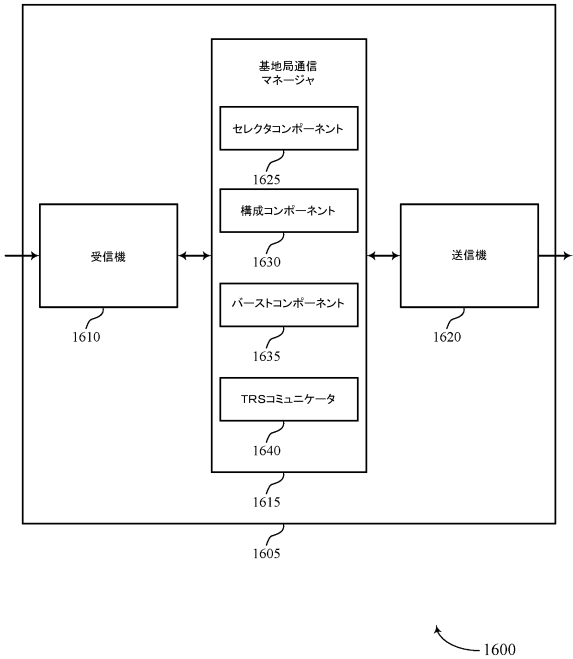 基地局通信
マネージャ
セレクタコンポーネント
1625
構成コンポーネント
1630
受信機
1610
送信機
1620
バーストコンポーネント
1635
TRSコミュニケータ
1640
1615
1605
1600